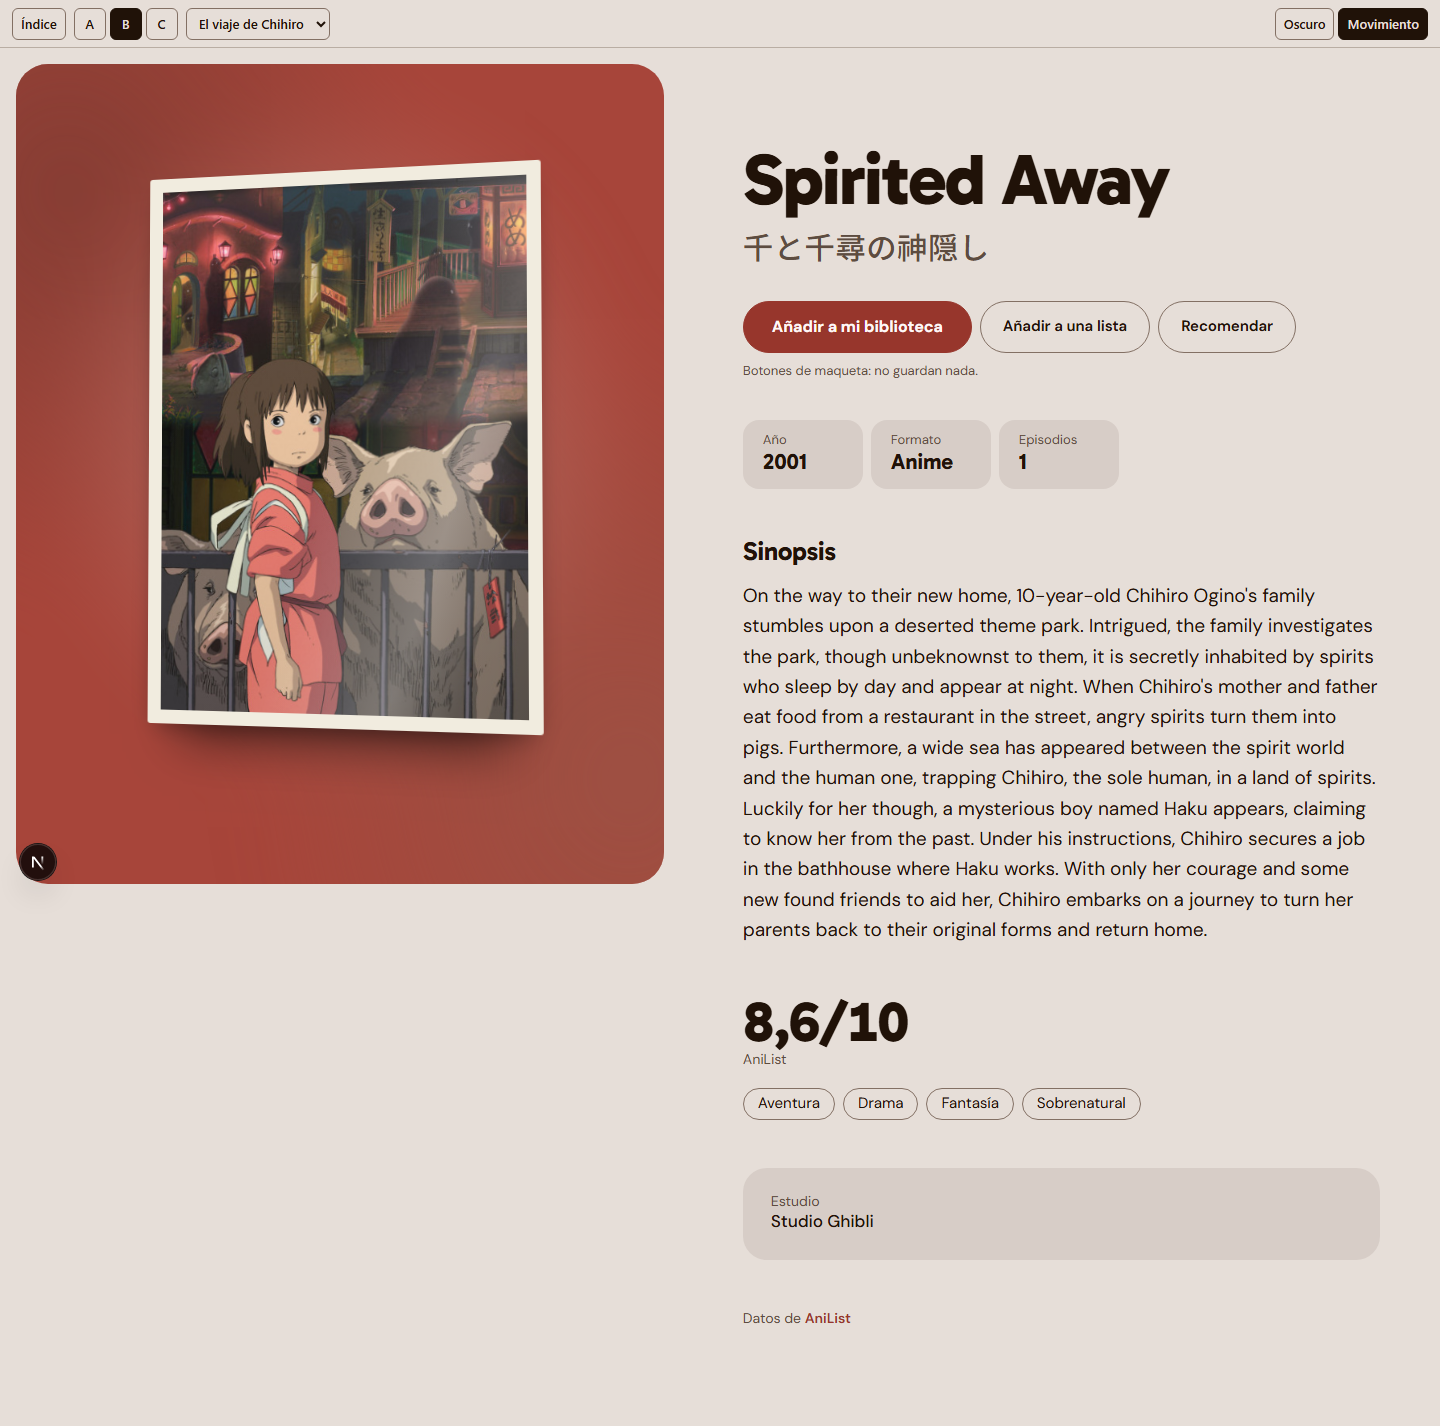 Índice A B C El viaje de Chihiro Oscuro Movimiento
生
めめ
N
Spirited Away
千と千尋の神隠し
Añadir a mi biblioteca Añadir a una lista Recomendar
Botones de maqueta: no guardan nada.
Año Formato Episodios
2001 Anime 1
Sinopsis
On the way to their new home, 10-year-old Chihiro Ogino's family
stumbles upon a deserted theme park. Intrigued, the family investigates
the park, though unbeknownst to them, it is secretly inhabited by spirits
who sleep by day and appear at night. When Chihiro's mother and father
eat food from a restaurant in the street, angry spirits turn them into
pigs. Furthermore, a wide sea has appeared between the spirit world
and the human one, trapping Chihiro, the sole human, in a land of spirits.
Luckily for her though, a mysterious boy named Haku appears, claiming
to know her from the past. Under his instructions, Chihiro secures a job
in the bathhouse where Haku works. With only her courage and some
new found friends to aid her, Chihiro embarks on a journey to turn her
parents back to their original forms and return home.
8,6/10
AniList
Aventura Drama Fantasía Sobrenatural
Estudio
Studio Ghibli
Datos de AniList